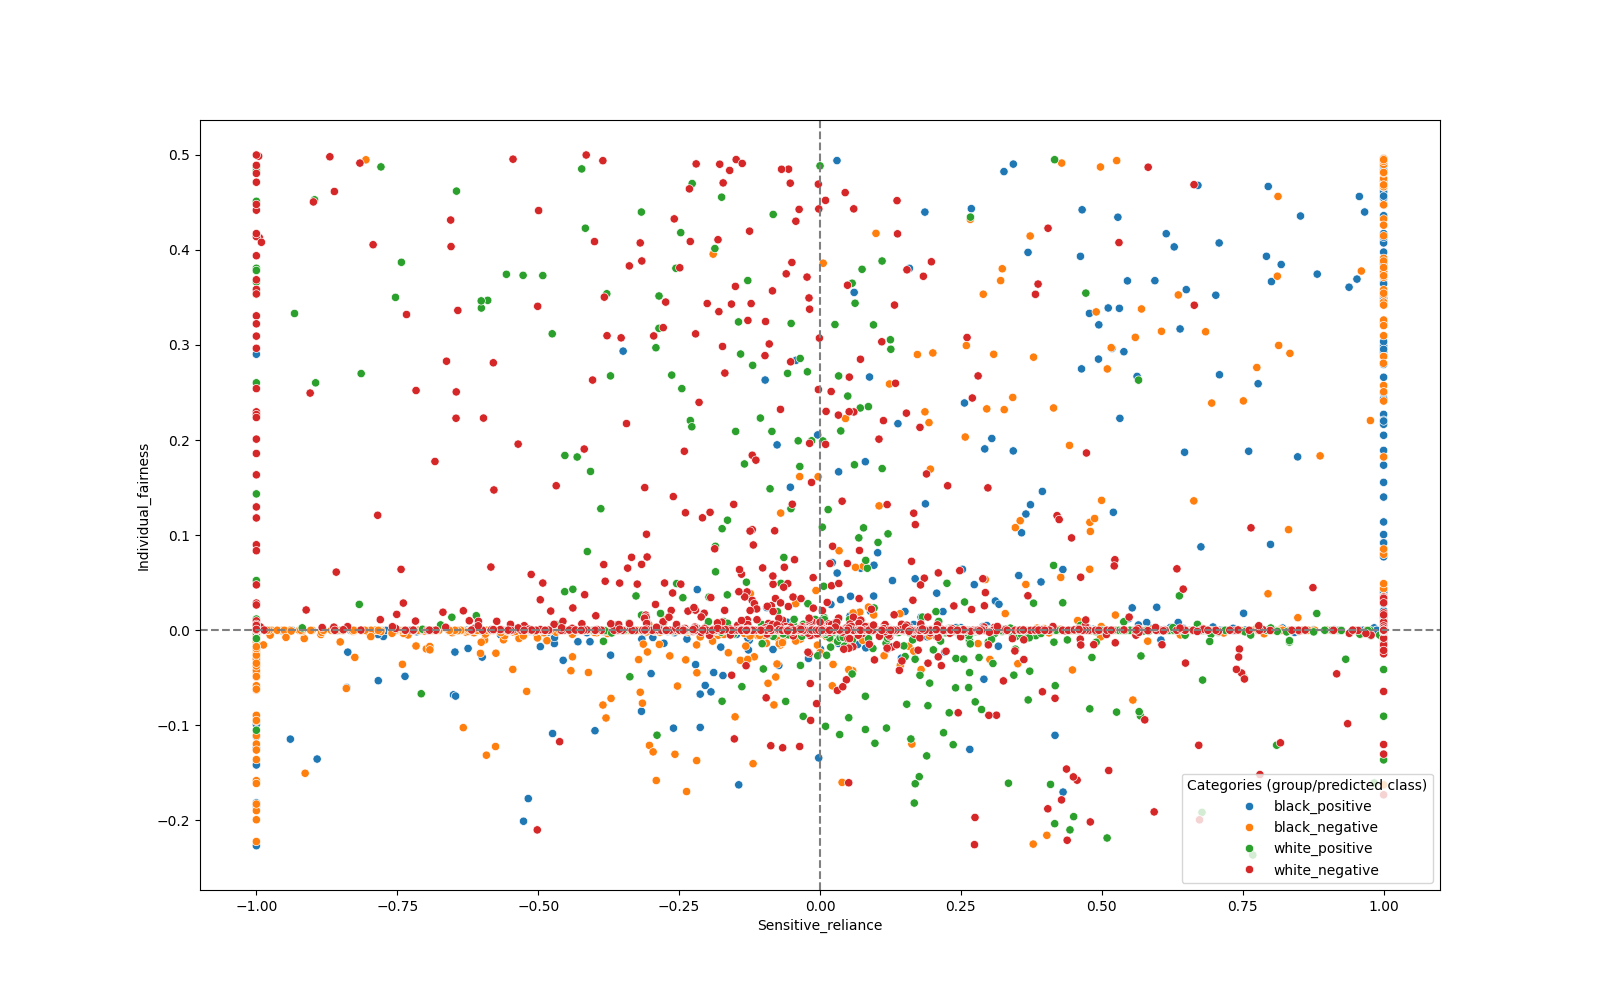 0.5
0.4
0.3
0.2
0.1
0.0
−0.1
−0.2
Individual_fairness
−1.00 −0.75 −0.50 −0.25 0.00 0.25 0.50 0.75 1.00
Sensitive_reliance
Categories (group/predicted class)
black_positive
black_negative
white_positive
white_negative